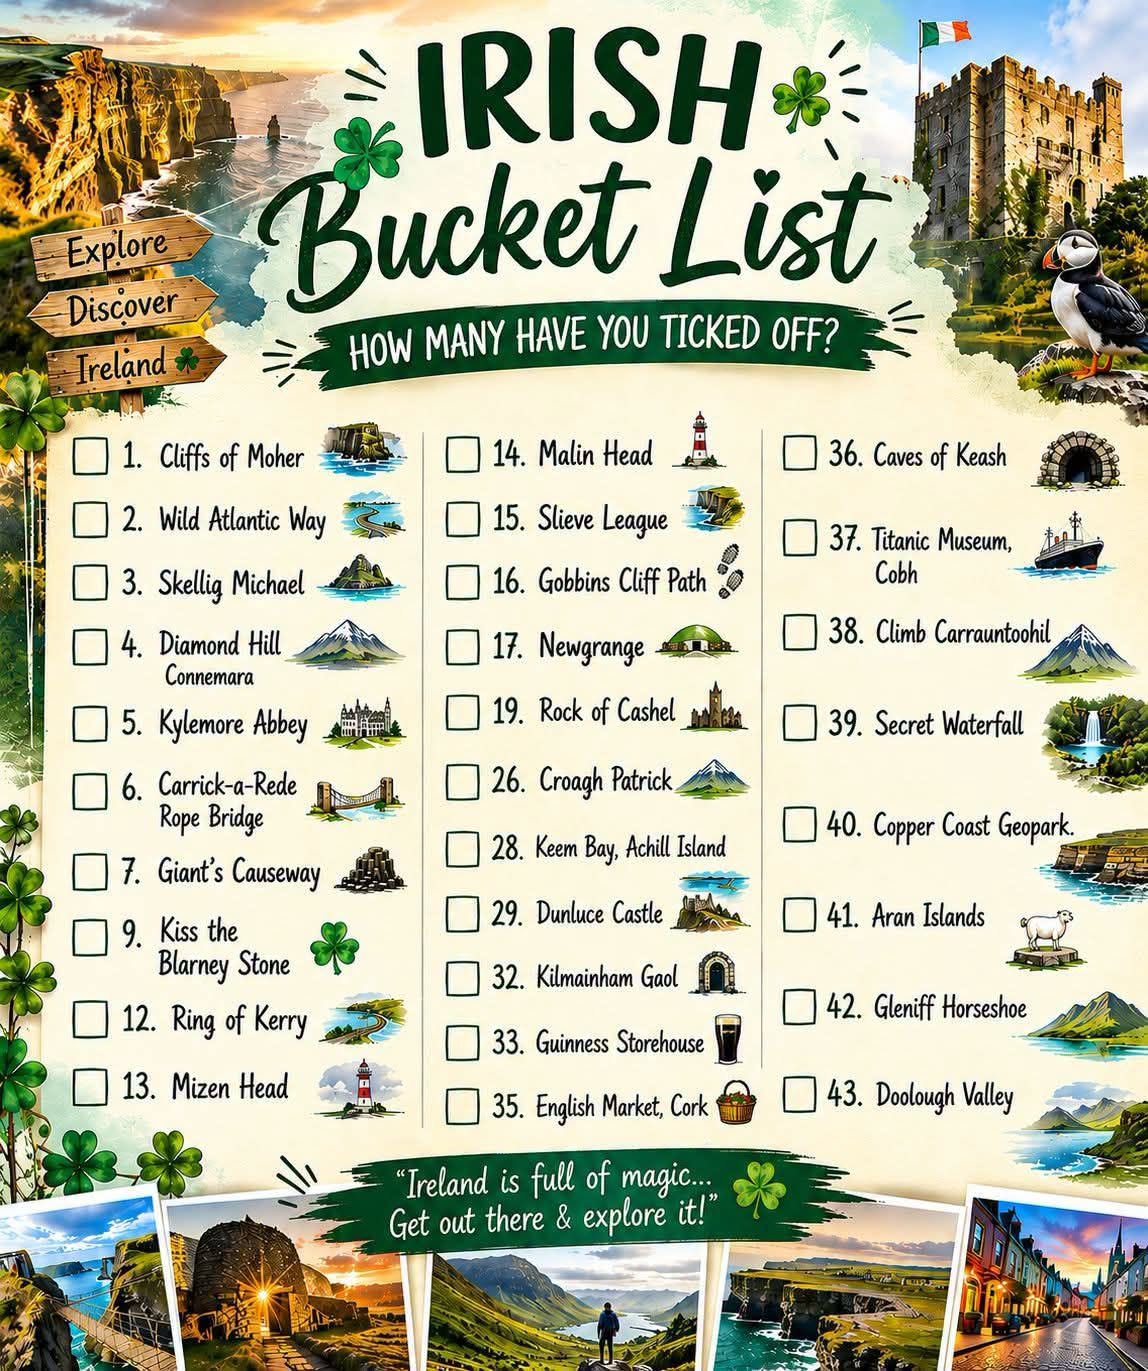 IRISH
Bucket List
HOW MANY HAVE YOU TICKED OFF?
Explore
Discover
Ireland
1. Cliffs of Moher
2. Wild Atlantic Way
3. Skellig Michael
4. Diamond Hill
Connemara
5. Kylemore Abbey
6. Carrick-a-Rede
Rope Bridge
7. Giant's Causeway
9. Kiss the
Blarney Stone
12. Ring of Kerry
13. Mizen Head
14. Malin Head
15. Slieve League
16. Gobbins Cliff Path
17. Newgrange
19. Rock of Cashel
26. Croagh Patrick
28. Keem Bay, Achill Island
29. Dunluce Castle
32. Kilmainham Gaol
33. Guinness Storehouse
35. English Market, Cork
36. Caves of Keash
37. Titanic Museum,
Cobh
38. Climb Carrauntoohil
39. Secret Waterfall
40. Copper Coast Geopark.
41. Aran Islands
42. Gleniff Horseshoe
43. Doolough Valley
"Ireland is full of magic...
Get out there & explore it!"